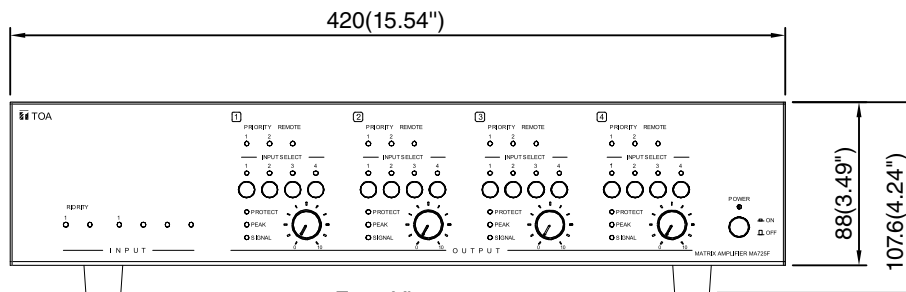 420(15.54")
TOA
1 2 3 4
PRIORITY REMOTE PRIORITY REMOTE PRIORITY REMOTE PRIORITY REMOTE
1 2 1 2 1 2 1 2
INPUT SELECT INPUT SELECT INPUT SELECT INPUT SELECT
1 2 3 4 1 2 3 4 1 2 3 4 1 2 3 4
RIORITY
1 1
PROTECT PROTECT PROTECT PROTECT
PEAK PEAK PEAK PEAK
SIGNAL SIGNAL SIGNAL SIGNAL
0 10 0 10 0 10 0 10
POWER
ON
OFF
INPUT
OUTPUT
MATRIX AMPLIFIER MA725F
88(3.49")
107.6(4.24")